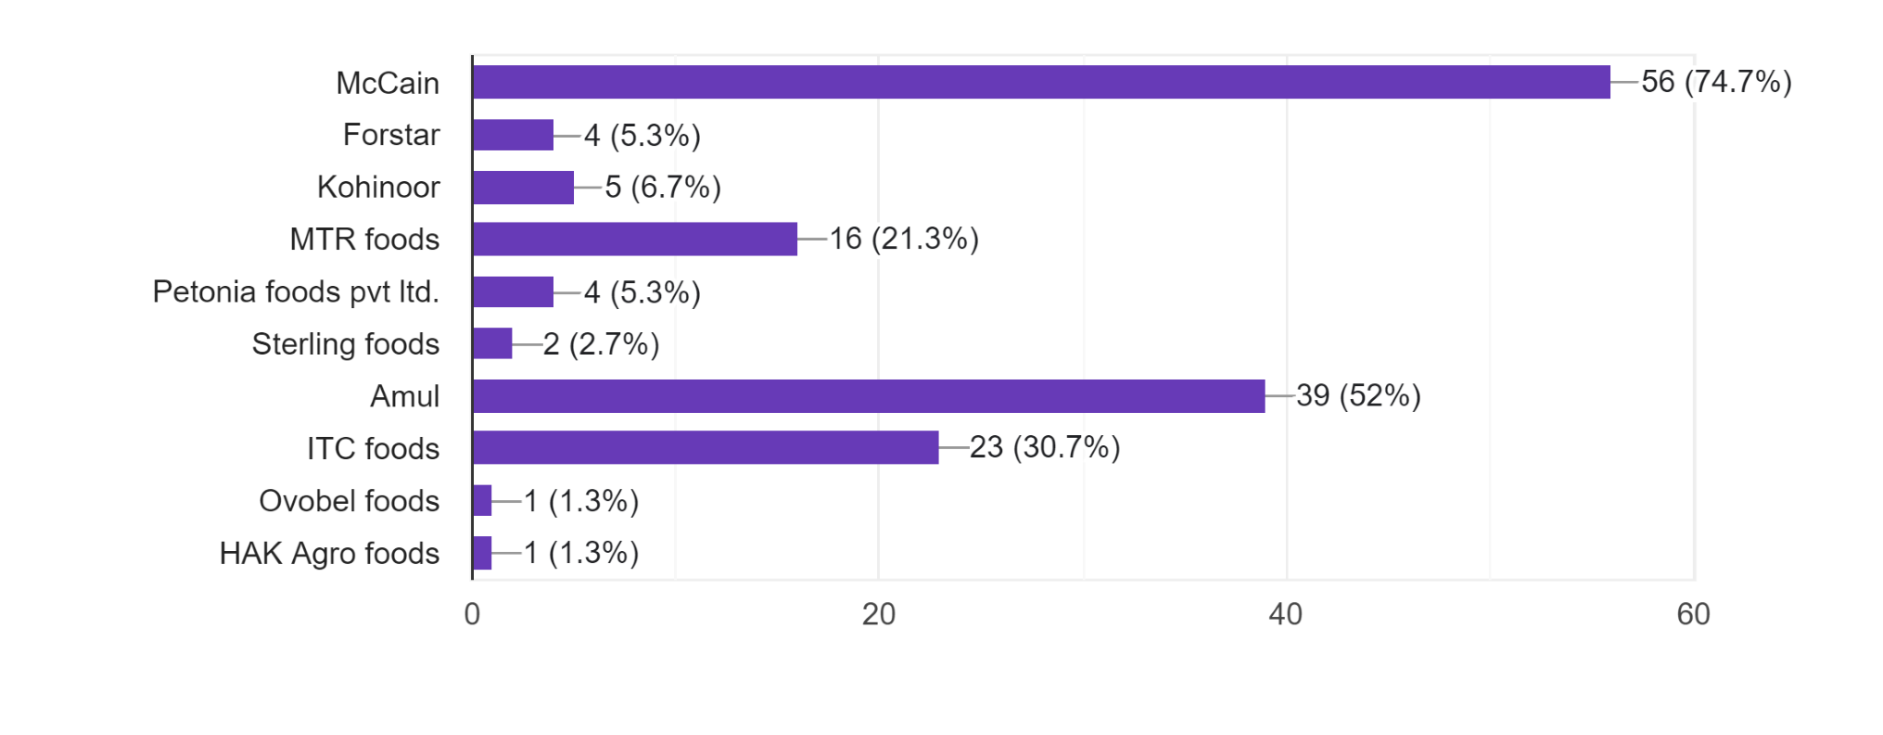 McCain 56 (74.7%)
Forstar 4 (5.3%)
Kohinoor 5 (6.7%)
MTR foods 16 (21.3%)
Petonia foods pvt ltd. 4 (5.3%)
Sterling foods 2 (2.7%)
Amul 39 (52%)
ITC foods 23 (30.7%)
Ovobel foods 1 (1.3%)
HAK Agro foods 1 (1.3%)
0 20 40 60